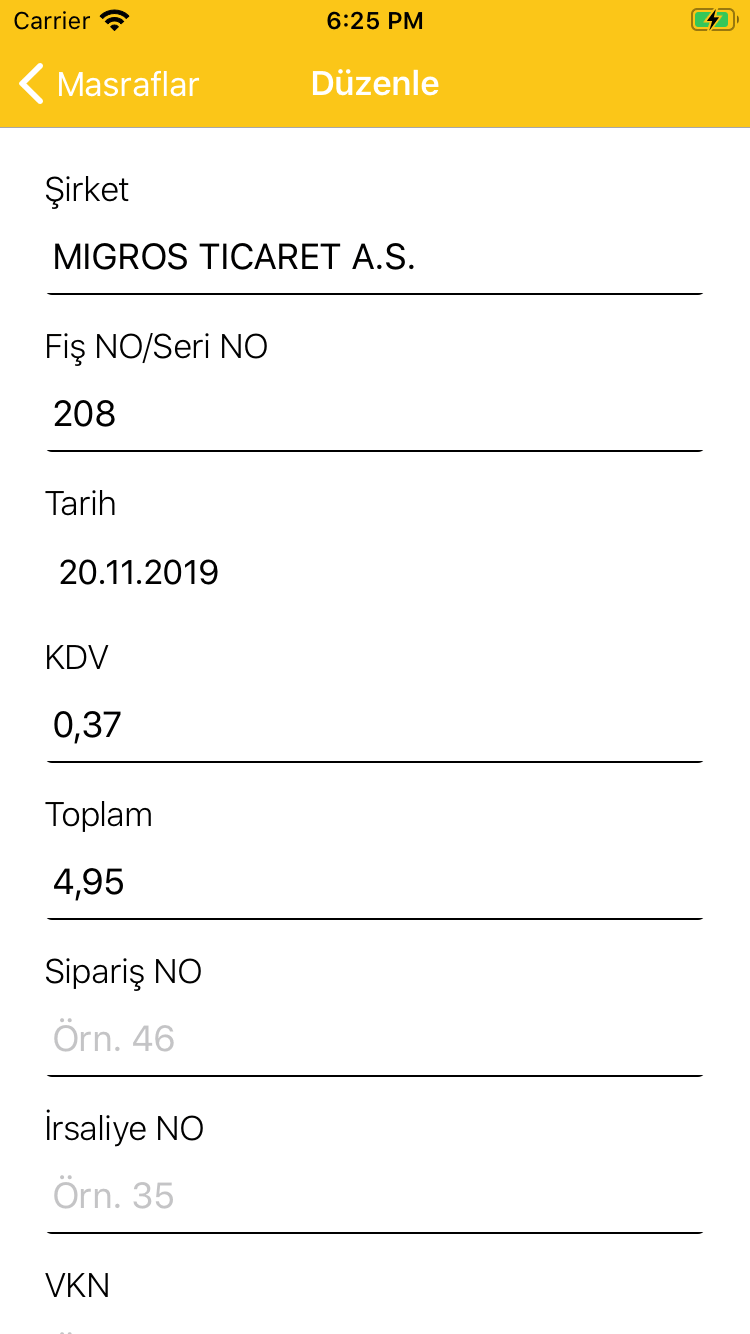 Carrier 6:25 PM
Masraflar Düzenle
Şirket
MIGROS TICARET A.S.
Fiş NO/Seri NO
208
Tarih
20.11.2019
KDV
0,37
Toplam
4,95
Sipariş NO
Örn. 46
İrsaliye NO
Örn. 35
VKN